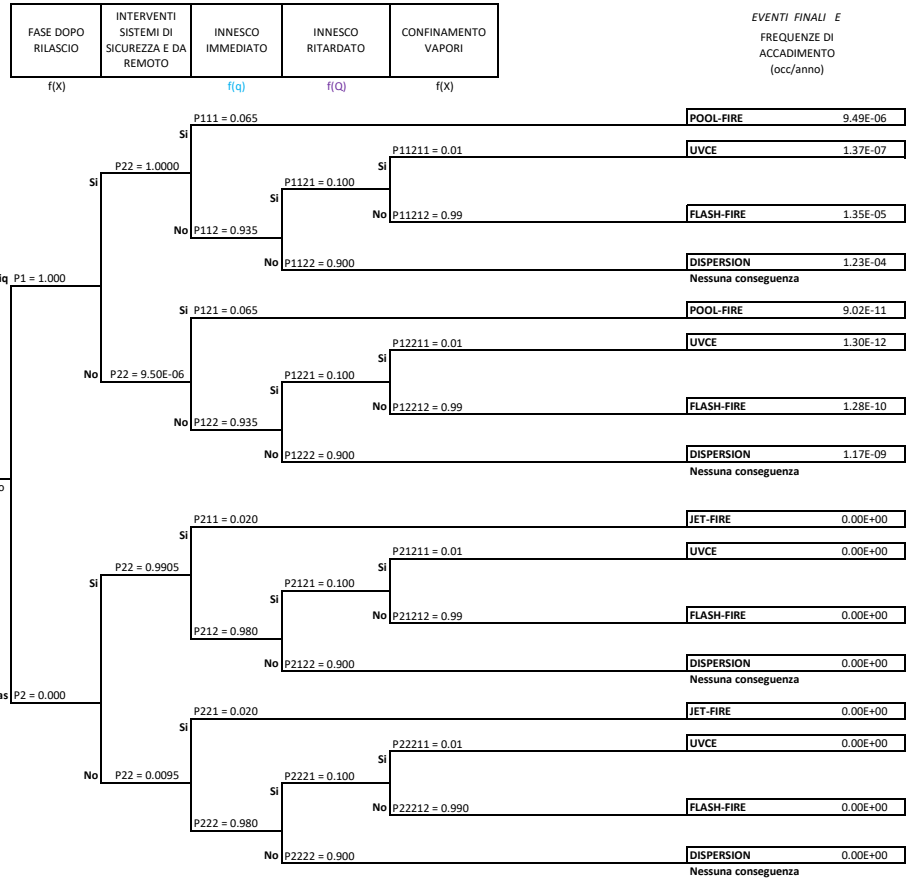 FASE DOPO
RILASCIO
INTERVENTI
SISTEMI DI
SICUREZZA E DA
REMOTO
INNESCO
IMMEDIATO
INNESCO
RITARDATO
CONFINAMENTO
VAPORI
EVENTI FINALI E
FREQUENZE DI
ACCADIMENTO
(occ/anno)
f(X)
f(q)
f(Q)
f(X)
P111 = 0.065
POOL-FIRE 9.49E-06
Si
P11211 = 0.01
UVCE 1.37E-07
P22 = 1.0000
Si
Si
P1121 = 0.100
Si
No P11212 = 0.99
FLASH-FIRE 1.35E-05
No P112 = 0.935
No P1122 = 0.900
DISPERSION 1.23E-04
Nessuna conseguenza
iq P1 = 1.000
Si P121 = 0.065
POOL-FIRE 9.02E-11
P12211 = 0.01
UVCE 1.30E-12
Si
No P22 = 9.50E-06
P1221 = 0.100
Si
No P12212 = 0.99
FLASH-FIRE 1.28E-10
No P122 = 0.935
No P1222 = 0.900
DISPERSION 1.17E-09
Nessuna conseguenza
o
P211 = 0.020
JET-FIRE 0.00E+00
Si
P21211 = 0.01
UVCE 0.00E+00
P22 = 0.9905
Si
Si
P2121 = 0.100
Si
No P21212 = 0.99
FLASH-FIRE 0.00E+00
P212 = 0.980
No P2122 = 0.900
DISPERSION 0.00E+00
Nessuna conseguenza
as P2 = 0.000
P221 = 0.020
JET-FIRE 0.00E+00
Si
P22211 = 0.01
UVCE 0.00E+00
Si
No P22 = 0.0095
P2221 = 0.100
Si
No P22212 = 0.990
FLASH-FIRE 0.00E+00
P222 = 0.980
No P2222 = 0.900
DISPERSION 0.00E+00
Nessuna conseguenza